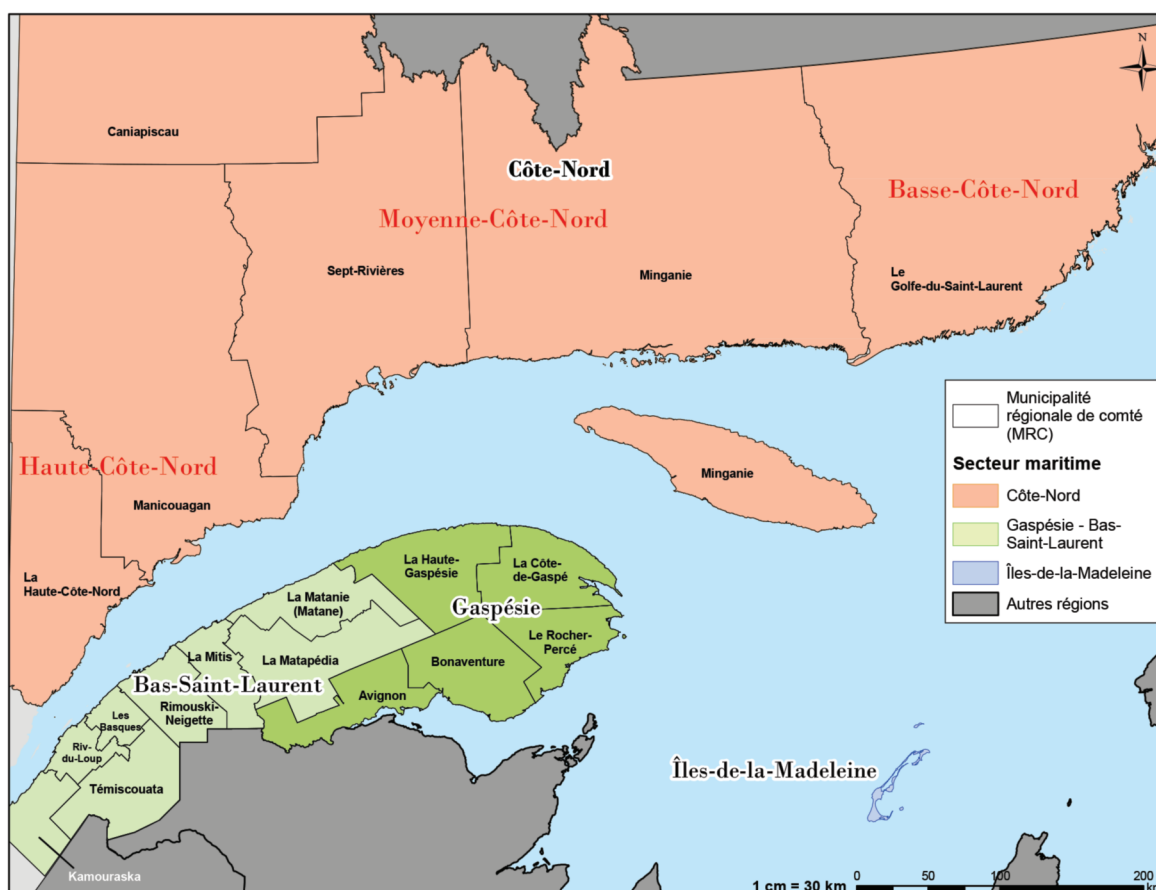 N
Caniapiscau
Côte-Nord
Moyenne-Côte-Nord
Basse-Côte-Nord
Sept-Rivières
Minganie
Le
Golfe-du-Saint-Laurent
Municipalité
régionale de comté
(MRC)
Secteur maritime
Côte-Nord
Gaspésie - Bas-
Saint-Laurent
Îles-de-la-Madeleine
Autres régions
Haute-Côte-Nord
Manicouagan
Minganie
La
Haute-Côte-Nord
La Haute-
Gaspésie
La Côte-
de-Gaspé
La Matanie
(Matane)
Gaspésie
Le Rocher-
Percé
La Mitis
La Matapédia
Bonaventure
Bas-Saint-Laurent
Avignon
Rimouski-
Neigette
Les
Basques
Riv-
du-Loup
Témiscouata
Îles-de-la-Madeleine
Kamouraska
1 cm = 30 km
0 50 100 200
km